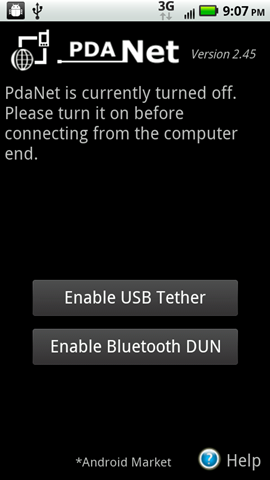 3G 9:07 PM
PDA Net Version 2.45
PdaNet is currently turned off.
Please turn it on before
connecting from the computer
end.
Enable USB Tether
Enable Bluetooth DUN
*Android Market ? Help